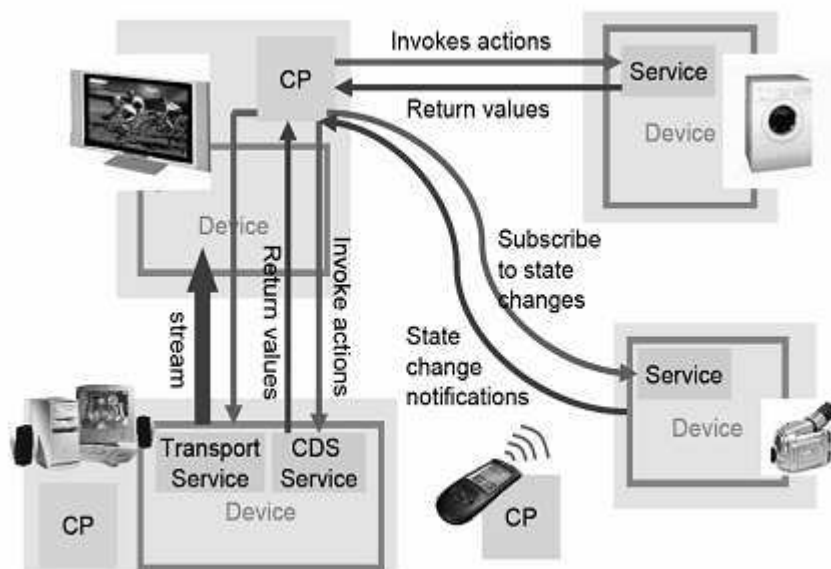 Invokes actions
CP
Service
Return values
Device
Device
Subscribe
to state
changes
stream
Return values
Invoke actions
State
change
notifications
Service
Device
Transport
Service
CDS
Service
Device
CP
CP